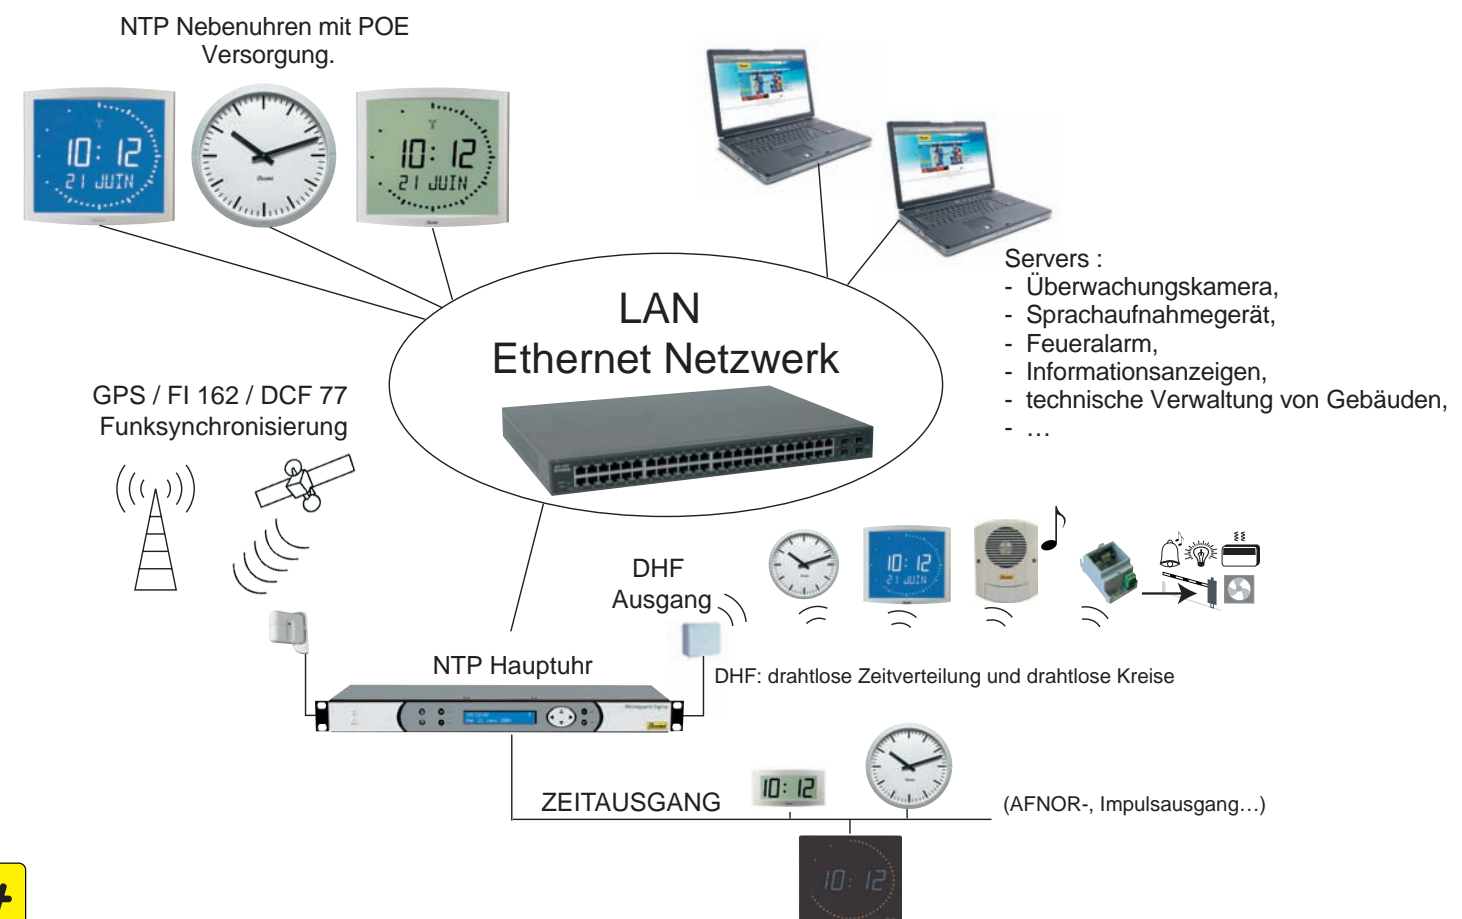 NTP Nebenuhren mit POE
Versorgung.
10:12
21 JUIN
10:12
21 JUIN
LAN
Ethernet Netzwerk
Servers :
- Überwachungskamera,
- Sprachaufnahmegerät,
- Feueralarm,
- Informationsanzeigen,
- technische Verwaltung von Gebäuden,
- …
GPS / FI 162 / DCF 77
Funksynchronisierung
DHF
Ausgang
10:12
21 JUIN
NTP Hauptuhr
DHF: drahtlose Zeitverteilung und drahtlose Kreise
ZEITAUSGANG
10:12
(AFNOR-, Impulsausgang…)
10:12